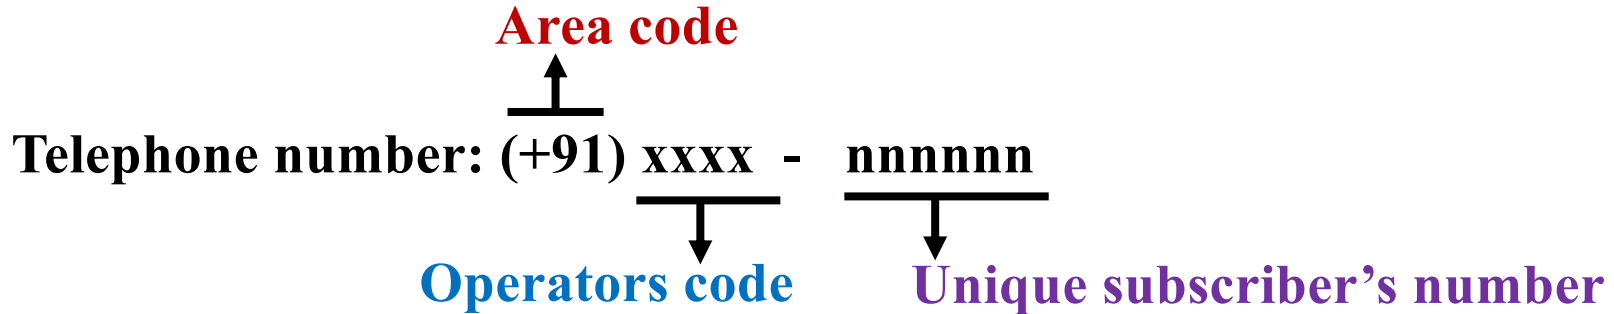 Area code
Telephone number: (+91) xxxx - nnnnnn
Operators code
Unique subscriber’s number